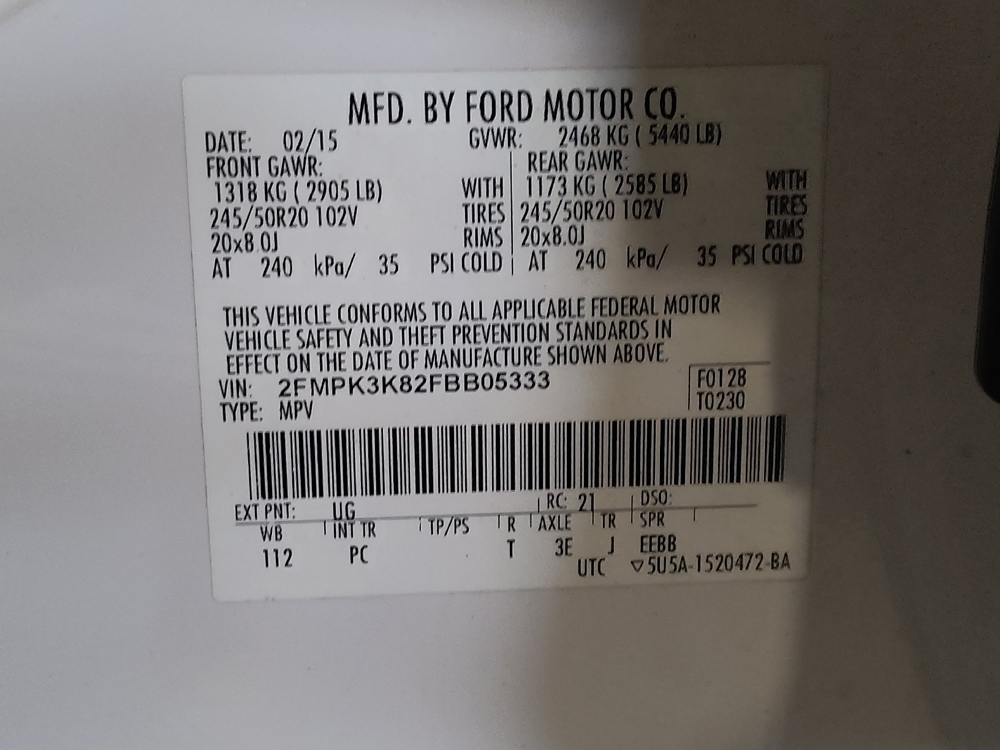 MFD. BY FORD MOTOR CO.
DATE: 02/15 GVWR: 2468 KG ( 5440 LB)
FRONT GAWR: REAR GAWR:
1318 KG ( 2905 LB) WITH 1173 KG ( 2585 LB) WITH
245/50R20 102V TIRES 245/50R20 102V TIRES
20x8.0J RIMS 20x8.0J RIMS
AT 240 kPa/ 35 PSI COLD AT 240 kPa/ 35 PSI COLD
THIS VEHICLE CONFORMS TO ALL APPLICABLE FEDERAL MOTOR
VEHICLE SAFETY AND THEFT PREVENTION STANDARDS IN
EFFECT ON THE DATE OF MANUFACTURE SHOWN ABOVE.
VIN: 2FMPK3K82FBB05333 F0128
TYPE: MPV T0230
EXT PNT: UG RC: 21 DSO:
WB INT TR TP/PS R AXLE TR SPR
112 PC T 3E J EEBB
UTC ▽5U5A-1520472-BA